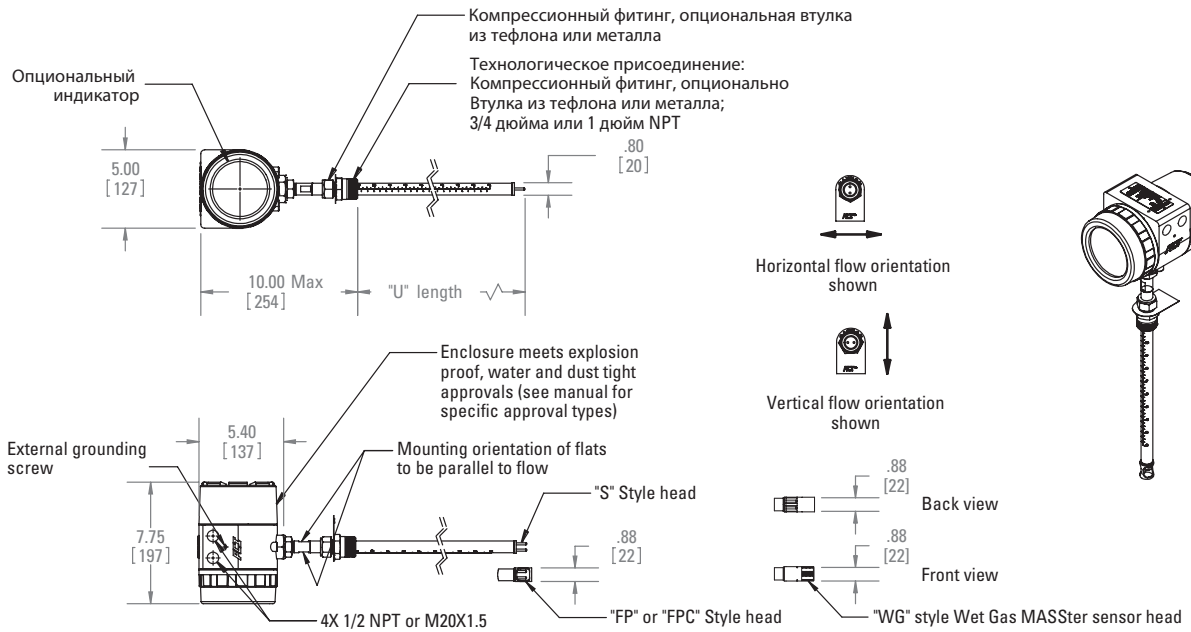 Компрессионный фитинг, опциональная втулка
из тефлона или металла
Технологическое присоединение:
Компрессионный фитинг, опционально
Втулка из тефлона или металла;
3/4 дюйма или 1 дюйм NPT
Опциональный
индикатор
.80
[20]
5.00
[127]
10.00 Max
[254]
"U" length
Horizontal flow orientation
shown
Vertical flow orientation
shown
Enclosure meets explosion
proof, water and dust tight
approvals (see manual for
specific approval types)
5.40
[137]
External grounding
screw
Mounting orientation of flats
to be parallel to flow
"S" Style head
7.75
[197]
.88
[22]
4X 1/2 NPT or M20X1.5
"FP" or "FPC" Style head
.88
[22]
Back view
.88
[22]
Front view
"WG" style Wet Gas MASSter sensor head